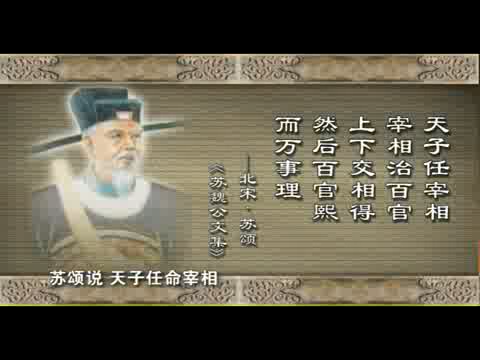 天子任宰相
宰相治百官
上下交相得
然后百官熙
而万事理
——北宋·苏颂
《苏魏公文集》
苏颂说 天子任命宰相